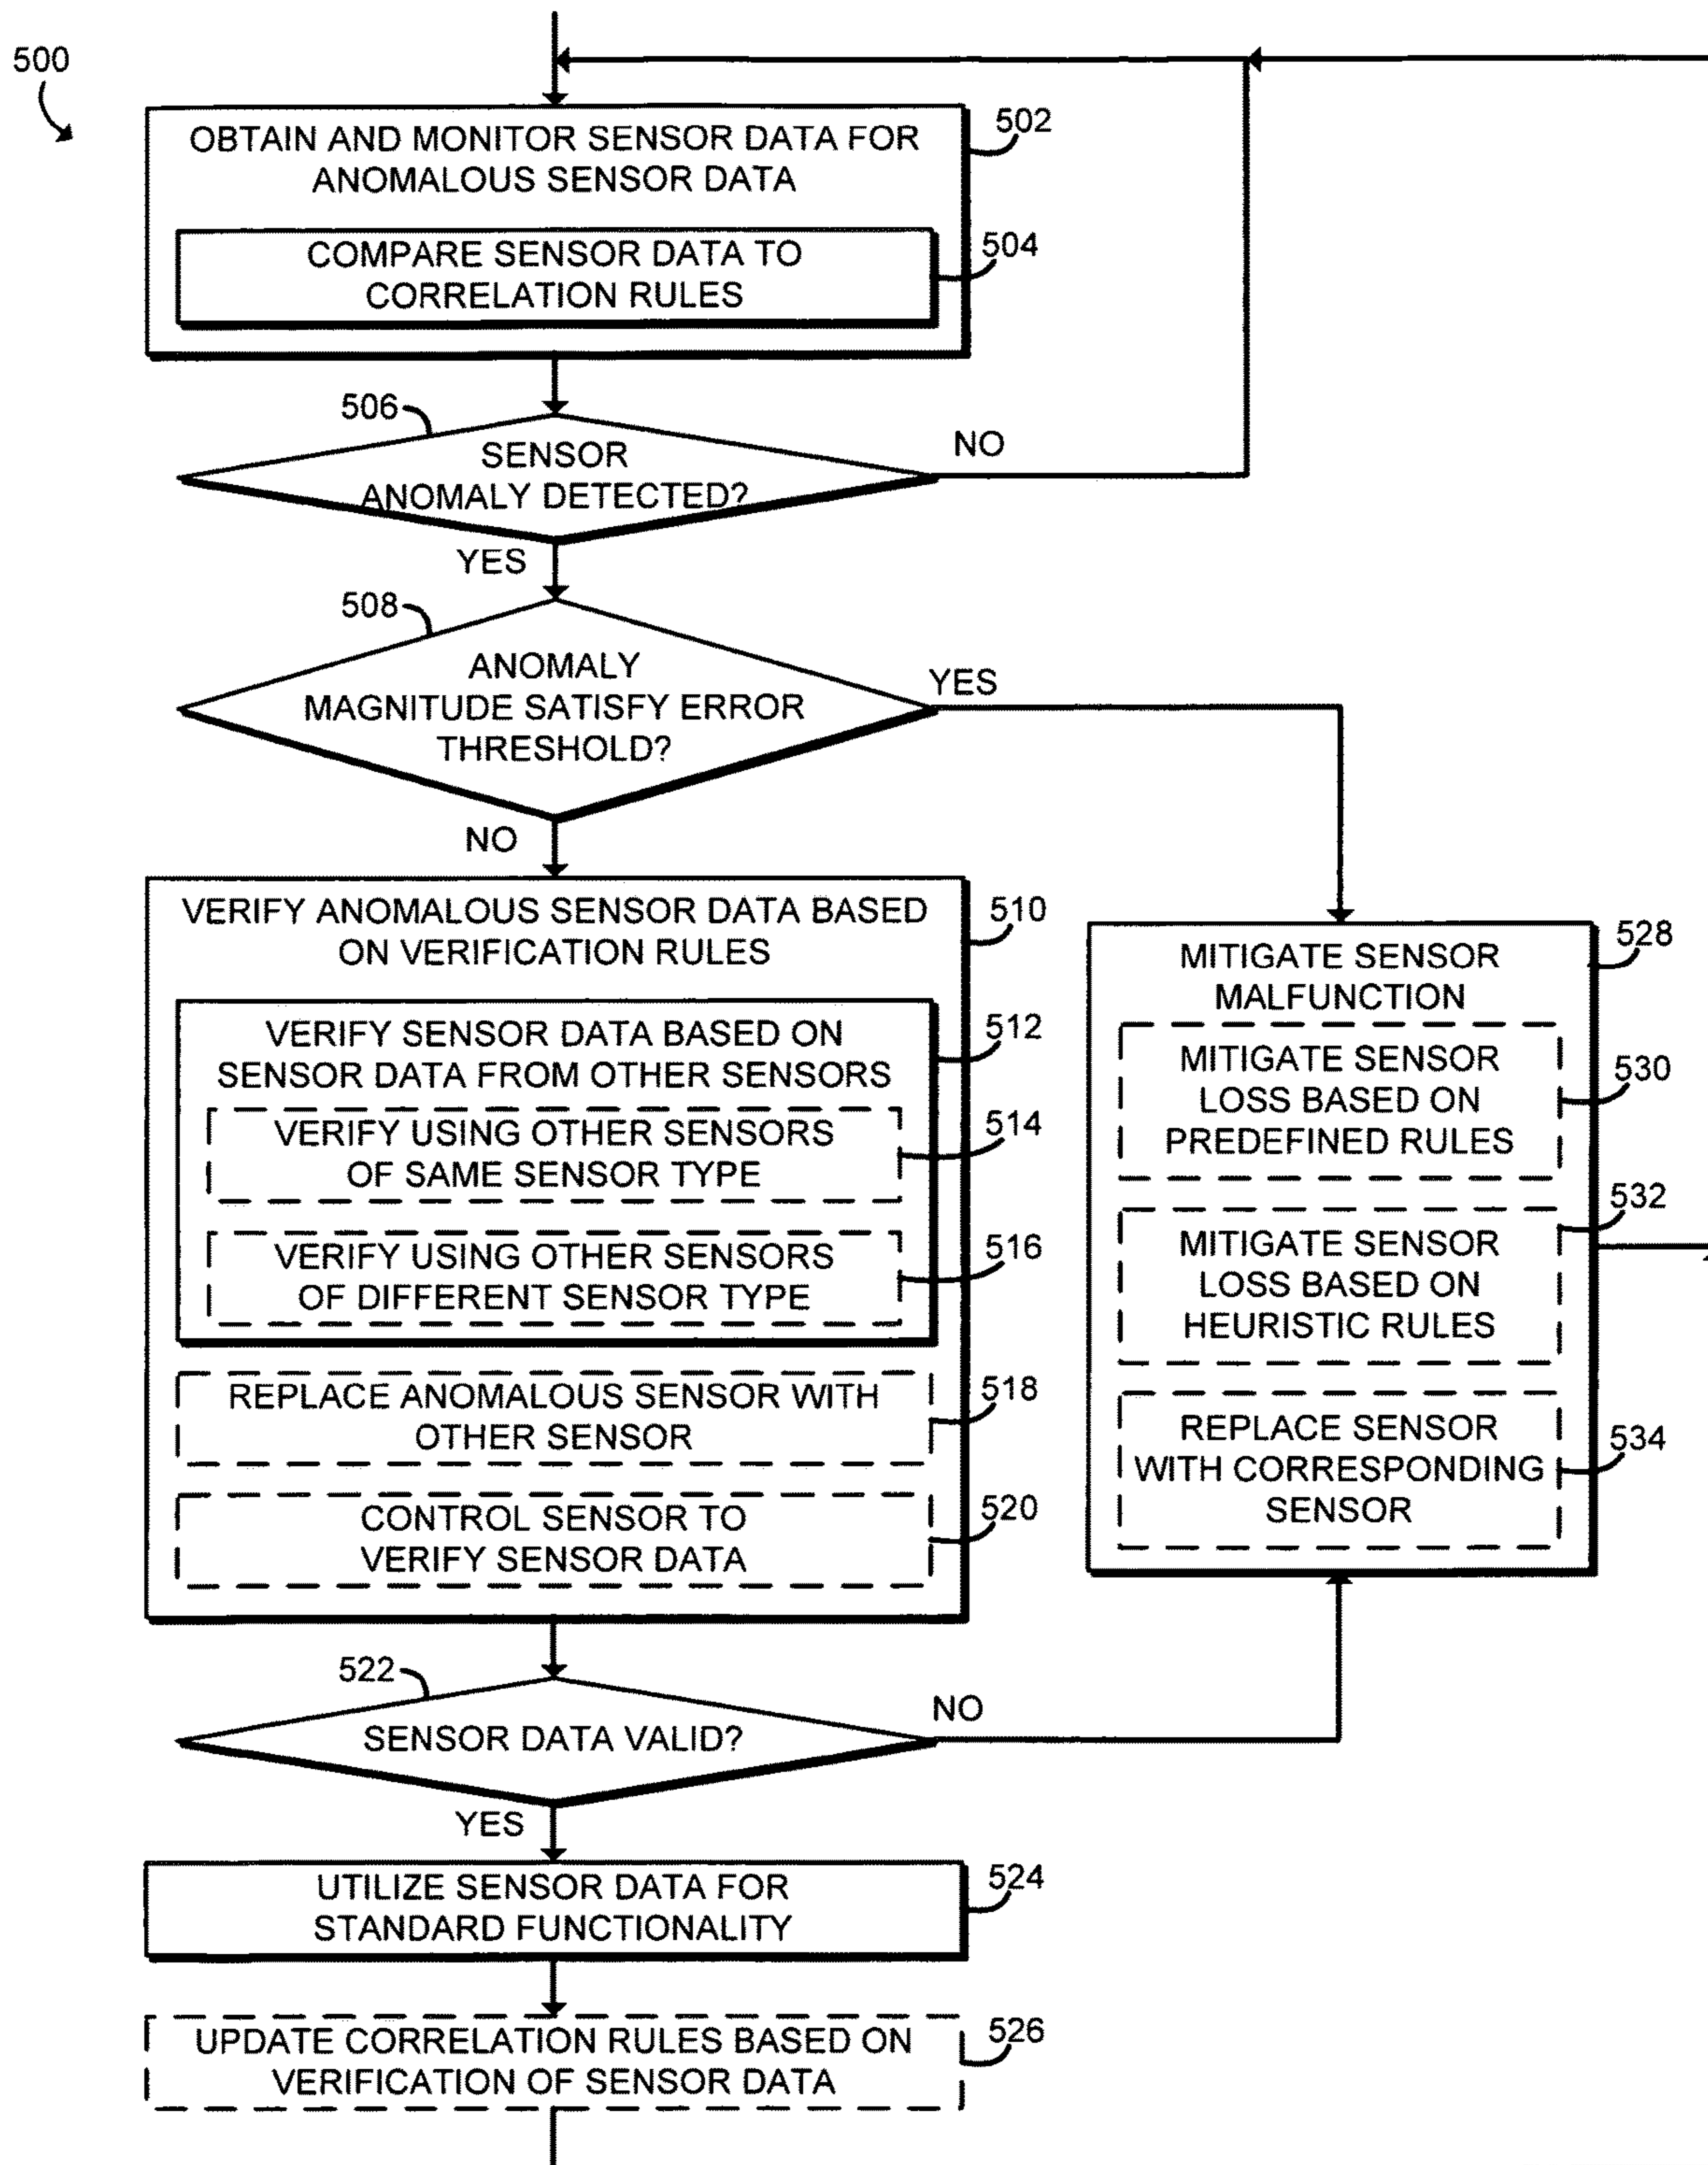 500
OBTAIN AND MONITOR SENSOR DATA FOR
ANOMALOUS SENSOR DATA
502
COMPARE SENSOR DATA TO
CORRELATION RULES
504
506
SENSOR
ANOMALY DETECTED?
NO
YES
508
ANOMALY
MAGNITUDE SATISFY ERROR
THRESHOLD?
YES
NO
VERIFY ANOMALOUS SENSOR DATA BASED
ON VERIFICATION RULES
510
VERIFY SENSOR DATA BASED ON
SENSOR DATA FROM OTHER SENSORS
512
VERIFY USING OTHER SENSORS
OF SAME SENSOR TYPE
514
VERIFY USING OTHER SENSORS
OF DIFFERENT SENSOR TYPE
516
REPLACE ANOMALOUS SENSOR WITH
OTHER SENSOR
518
CONTROL SENSOR TO
VERIFY SENSOR DATA
520
MITIGATE SENSOR
MALFUNCTION
528
MITIGATE SENSOR
LOSS BASED ON
PREDEFINED RULES
530
MITIGATE SENSOR
LOSS BASED ON
HEURISTIC RULES
532
REPLACE SENSOR
WITH CORRESPONDING
SENSOR
534
522
SENSOR DATA VALID?
NO
YES
UTILIZE SENSOR DATA FOR
STANDARD FUNCTIONALITY
524
UPDATE CORRELATION RULES BASED ON
VERIFICATION OF SENSOR DATA
526